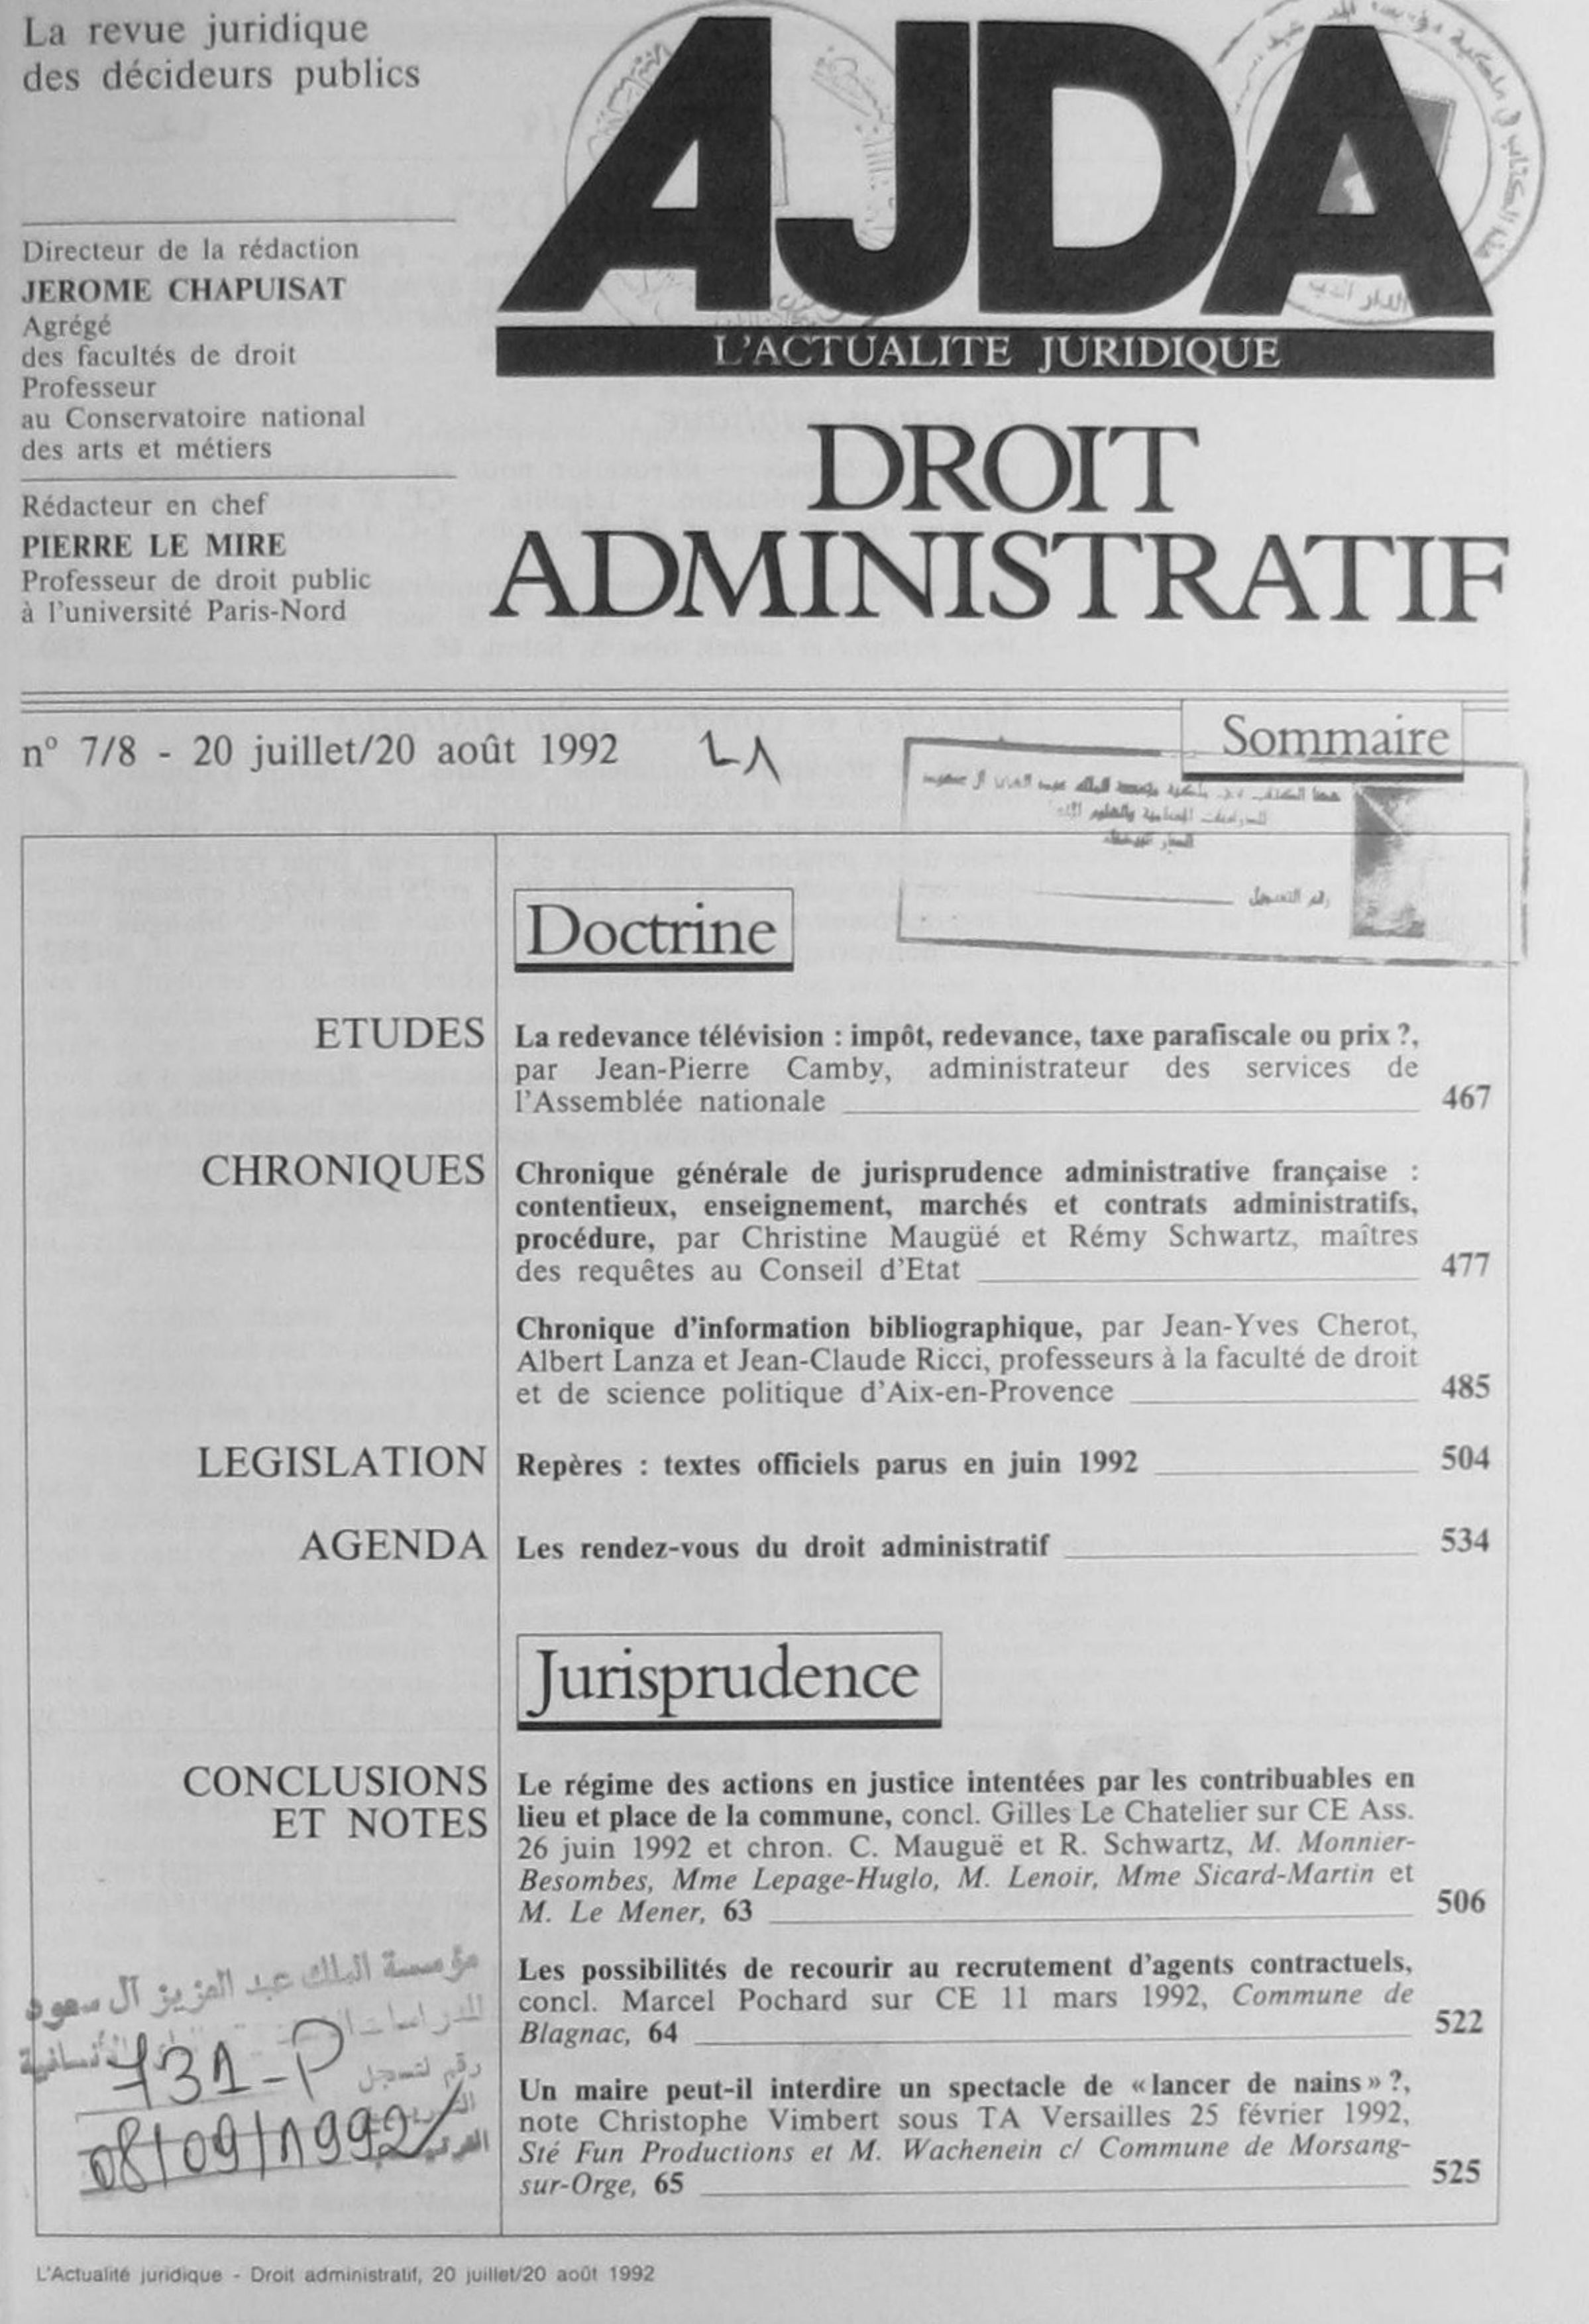 La revue juridique
des décideurs publics
AJDA
L'ACTUALITE JURIDIQUE
DROIT
ADMINISTRATIF
Directeur de la rédaction
JEROME CHAPUISAT
Agrégé
des facultés de droit
Professeur
au Conservatoire national
des arts et métiers
Rédacteur en chef
PIERRE LE MIRE
Professeur de droit public
à l'université Paris-Nord
n° 7/8 - 20 juillet/20 août 1992
Sommaire
رقم التسجيل
Doctrine
ETUDES
La redevance télévision : impôt, redevance, taxe parafiscale ou prix ?,
par Jean-Pierre Camby, administrateur des services de
l'Assemblée nationale 467
CHRONIQUES
Chronique générale de jurisprudence administrative française :
contentieux, enseignement, marchés et contrats administratifs,
procédure, par Christine Maugüé et Rémy Schwartz, maîtres
des requêtes au Conseil d'Etat 477
Chronique d'information bibliographique, par Jean-Yves Cherot,
Albert Lanza et Jean-Claude Ricci, professeurs à la faculté de droit
et de science politique d'Aix-en-Provence 485
LEGISLATION
Repères : textes officiels parus en juin 1992 504
AGENDA
Les rendez-vous du droit administratif 534
Jurisprudence
CONCLUSIONS
ET NOTES
Le régime des actions en justice intentées par les contribuables en
lieu et place de la commune, concl. Gilles Le Chatelier sur CE Ass.
26 juin 1992 et chron. C. Mauguë et R. Schwartz, M. Monnier-
Besombes, Mme Lepage-Huglo, M. Lenoir, Mme Sicard-Martin et
M. Le Mener, 63 506
Les possibilités de recourir au recrutement d'agents contractuels,
concl. Marcel Pochard sur CE 11 mars 1992, Commune de
Blagnac, 64 522
Un maire peut-il interdire un spectacle de « lancer de nains » ?,
note Christophe Vimbert sous TA Versailles 25 février 1992,
Sté Fun Productions et M. Wachenein c/ Commune de Morsang-
sur-Orge, 65 525
مؤسسة الملك عبد العزيز آل سعود
731-P
08/09/1992
L'Actualité juridique - Droit administratif, 20 juillet/20 août 1992